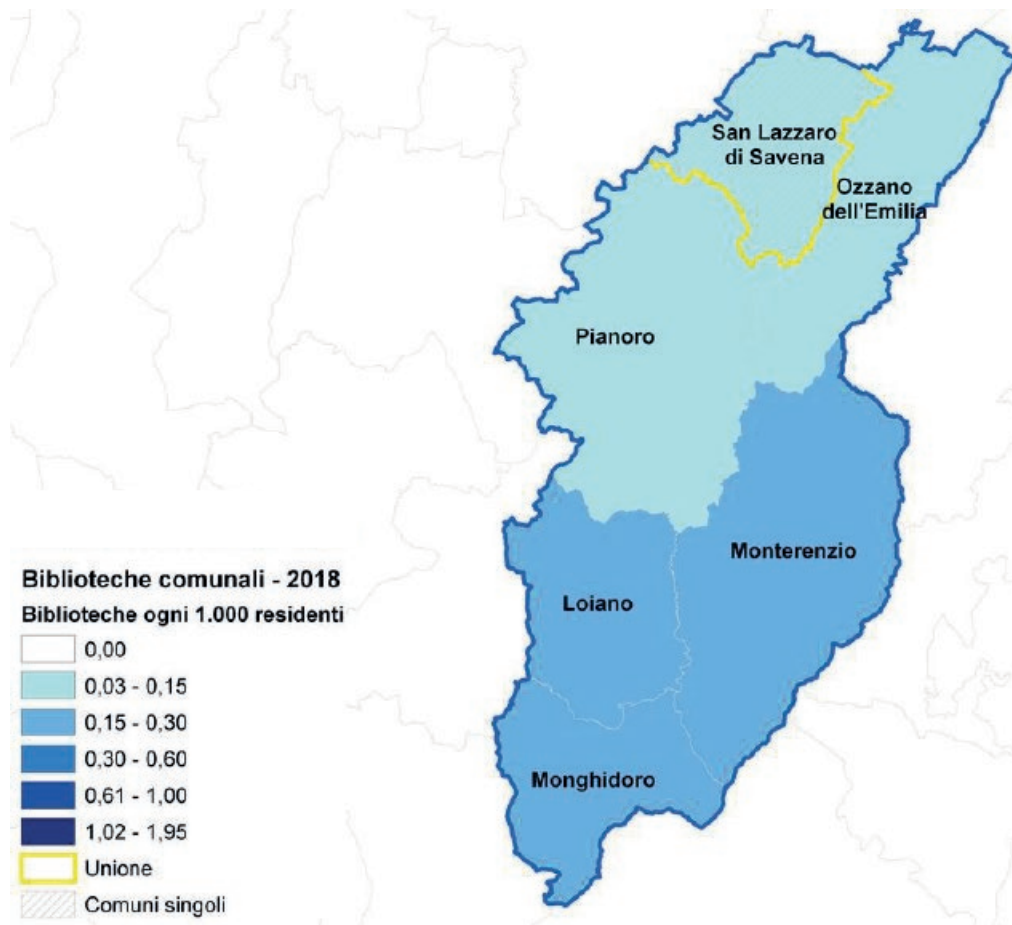 San Lazzaro
di Savena
Ozzano
dell'Emilia
Pianoro
Monterenzio
Loiano
Monghidoro
Biblioteche comunali - 2018
Biblioteche ogni 1.000 residenti
0,00
0,03 - 0,15
0,15 - 0,30
0,30 - 0,60
0,61 - 1,00
1,02 - 1,95
Unione
Comuni singoli